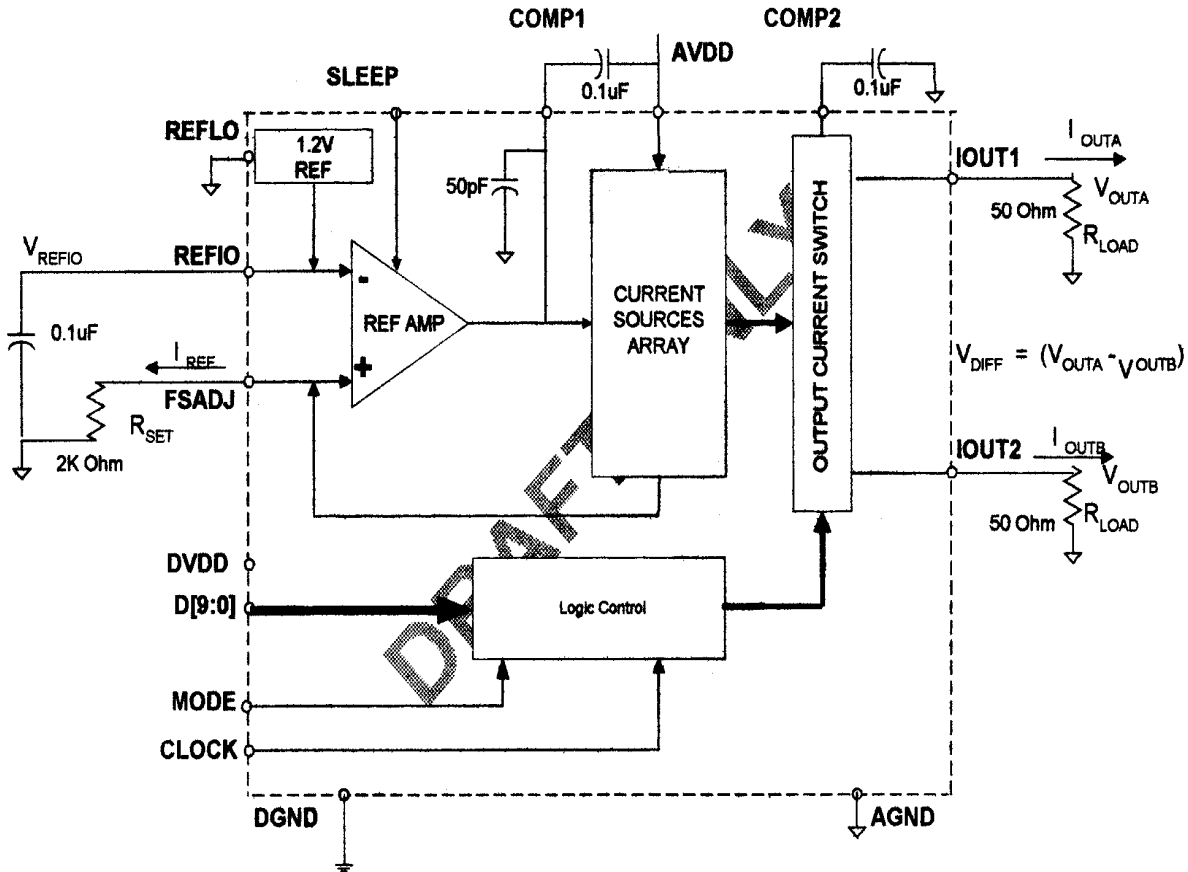 COMP1
COMP2
AVDD
SLEEP
0.1uF
0.1uF
REFLO
1.2V
REF
50pF
IOUT1
I OUTA
V OUTA
50 Ohm
R LOAD
V REFIO
REFIO
-
REF AMP
+
CURRENT
SOURCES
ARRAY
OUTPUT CURRENT SWITCH
0.1uF
I REF
FSADJ
R SET
2K Ohm
V DIFF = (V OUTA - V OUTB)
IOUT2
I OUTB
V OUTB
50 Ohm
R LOAD
DVDD
D[9:0]
Logic Control
MODE
CLOCK
DGND
AGND
DRAFT
LY